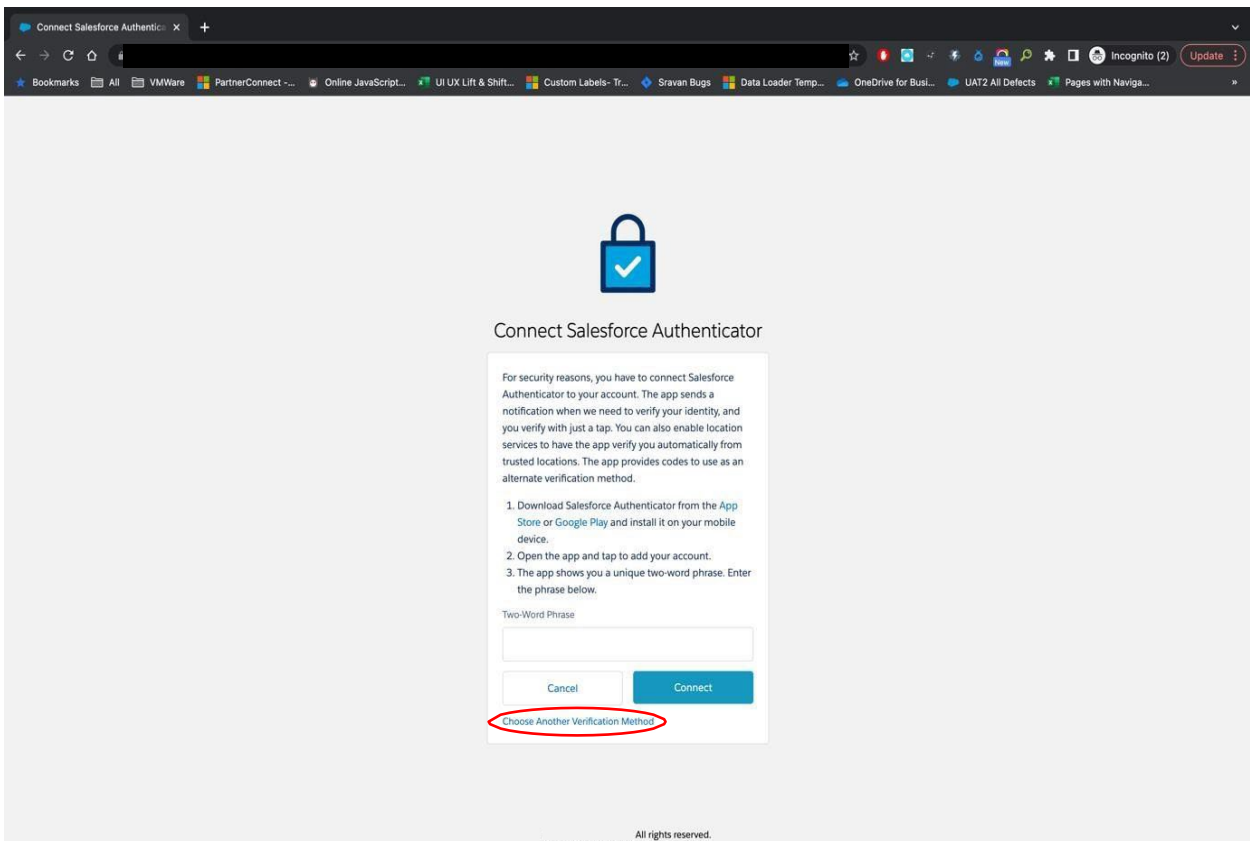 Connect Salesforce Authentica
Incognito (2) Update
Bookmarks All VMWare PartnerConnect -... Online JavaScript... UI UX Lift & Shift... Custom Labels- Tr... Sravan Bugs Data Loader Temp... OneDrive for Busi... UAT2 All Defects Pages with Naviga... »
New
Connect Salesforce Authenticator
For security reasons, you have to connect Salesforce
Authenticator to your account. The app sends a
notification when we need to verify your identity, and
you verify with just a tap. You can also enable location
services to have the app verify you automatically from
trusted locations. The app provides codes to use as an
alternate verification method.
1. Download Salesforce Authenticator from the App
Store or Google Play and install it on your mobile
device.
2. Open the app and tap to add your account.
3. The app shows you a unique two-word phrase. Enter
the phrase below.
Two-Word Phrase
Cancel Connect
Choose Another Verification Method
All rights reserved.